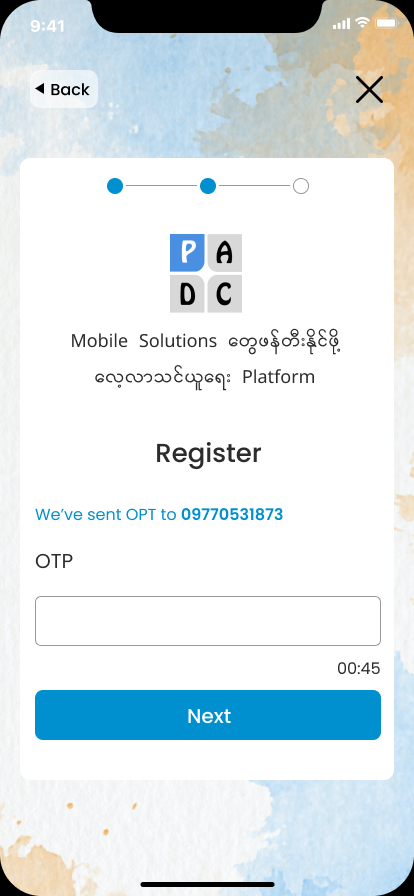 9:41
Back
P A
D C
Mobile Solutions တွေဖန်တီးနိုင်ဖို့
လေ့လာသင်ယူရေး Platform
Register
We've sent OPT to 09770531873
OTP
00:45
Next